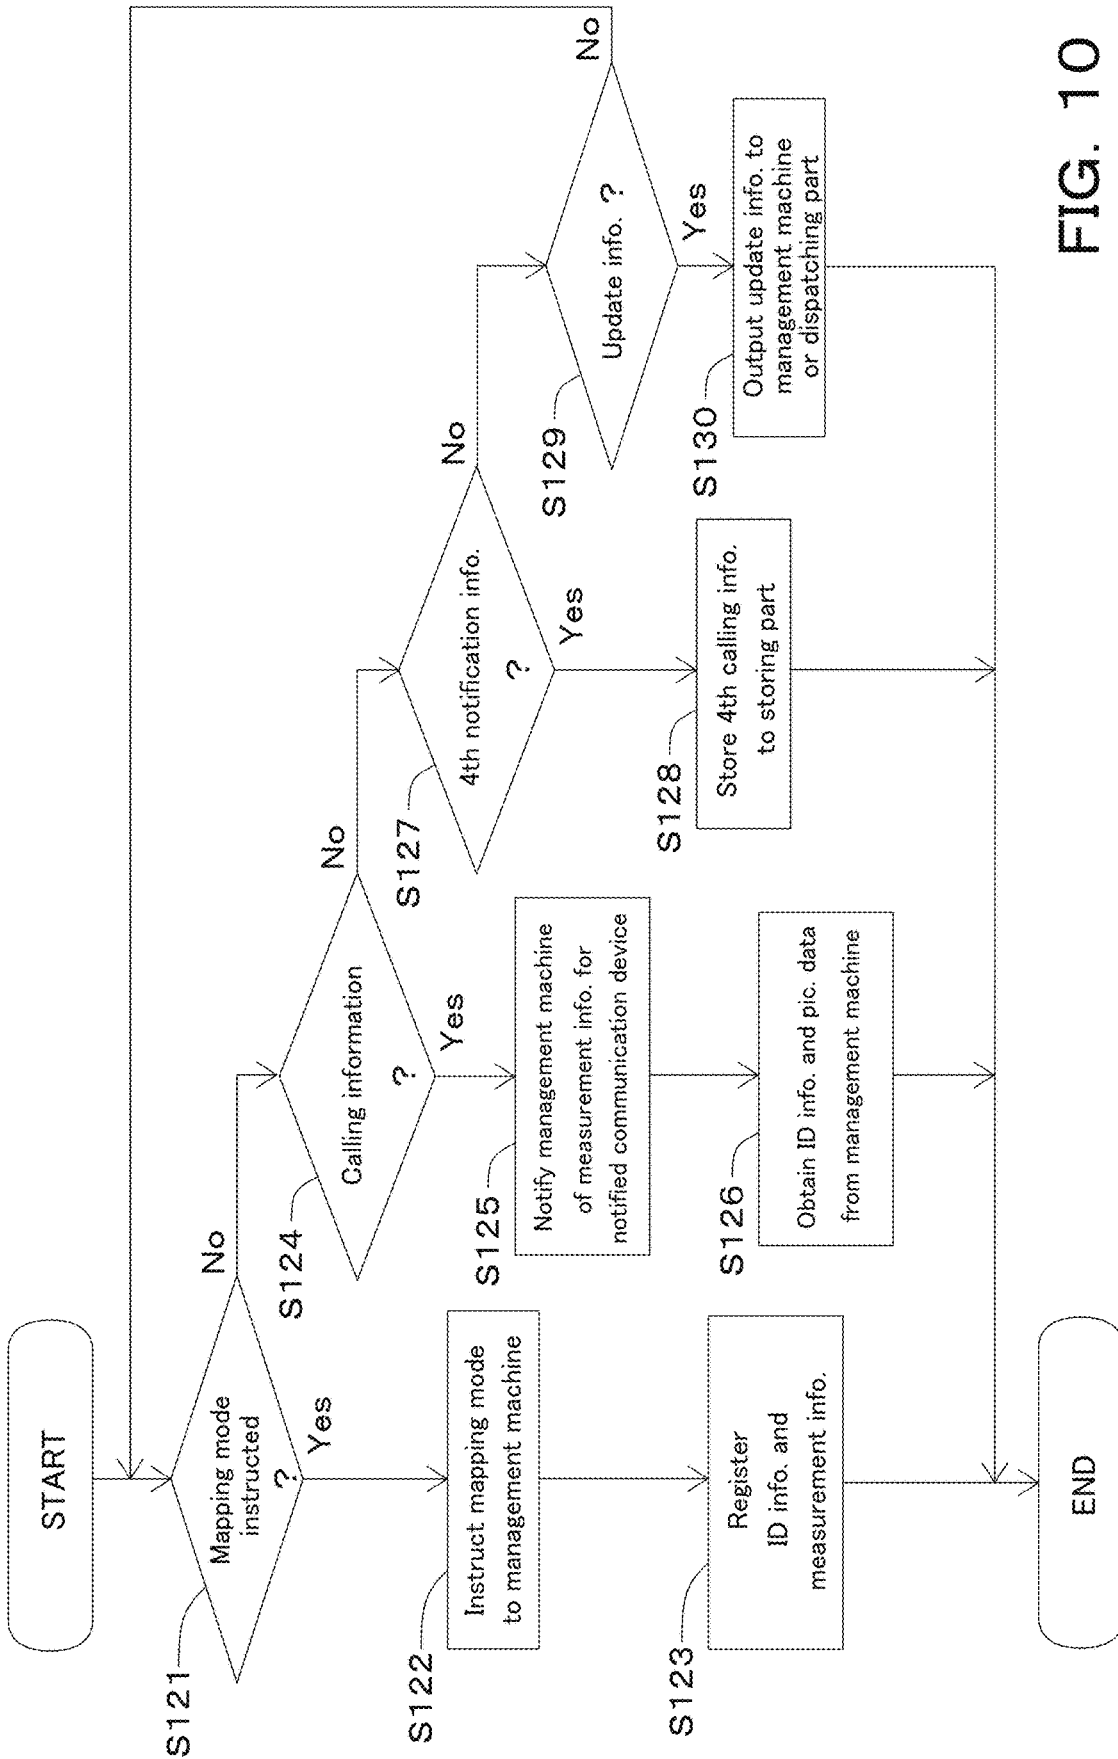 START
S121
Mapping mode
instructed
?
Yes
No
S122
Instruct mapping mode
to management machine
S123
Register
ID info. and
measurement info.
S124
Calling information
?
Yes
No
S125
Notify management machine
of measurement info. for
notified communication device
S126
Obtain ID info. and pic. data
from management machine
S127
4th notification info.
?
Yes
No
S128
Store 4th calling info.
to storing part
S129
Update info. ?
Yes
No
S130
Output update info. to
management machine
or dispatching part
END
FIG. 10